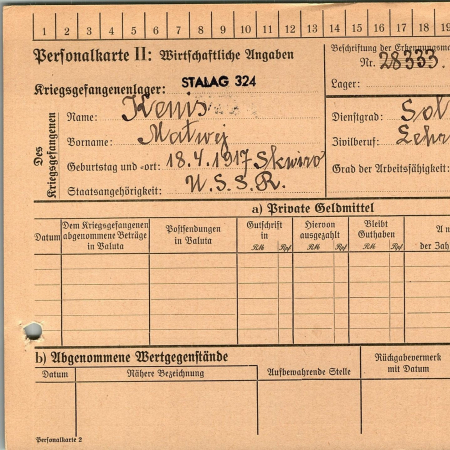 1 2 3 4 5 6 7 8 9 10 11 12 13 14 15 16 17 18 19
Personalkarte II: Wirtschaftliche Angaben
Beschriftung der Erkennungsma
Nr. 28333.
Kriegsgefangenenlager: STALAG 324
Lager:
Des Kriegsgefangenen
Name: Kenis
Dienstgrad: Sol
Vorname: Matwej
Zivilberuf: Lehr
Geburtstag und -ort: 18.4.1917 Skwiro
Grad der Arbeitsfähigkeit:
Staatsangehörigkeit: U.S.S.R.
a) Private Geldmittel
Datum
Dem Kriegsgefangenen abgenommene Beträge in Valuta
Postsendungen in Valuta
Gutschrift in
RM Rpf
Hiervon ausgezahlt
RM Rpf
Bleibt Guthaben
RM Rpf
An
der Zah
b) Abgenommene Wertgegenstände
Datum
Nähere Bezeichnung
Aufbewahrende Stelle
Rückgabevermerk mit Datum
Personalkarte 2